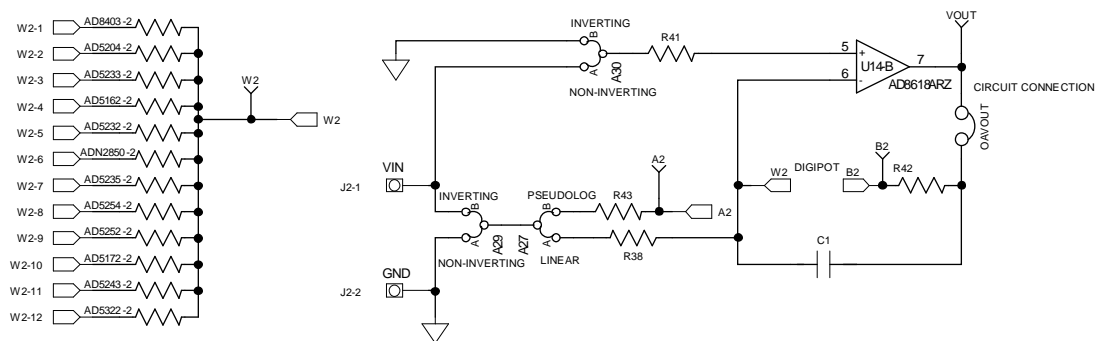 W2-1 AD8403-2
W2-2 AD5204-2
W2-3 AD5233-2
W2-4 AD5162-2
W2-5 AD5232-2
W2-6 ADN2850-2
W2-7 AD5235-2
W2-8 AD5254-2
W2-9 AD5252-2
W2-10 AD5172-2
W2-11 AD5243-2
W2-12 AD5322-2
W2
W2
INVERTING
B
A
A30
NON-INVERTING
R41
5
+
6
-
U14-B
7
AD8618ARZ
VOUT
CIRCUIT CONNECTION
OAVOUT
VIN
J2-1
INVERTING
B
A
A29
NON-INVERTING
GND
J2-2
PSEUDOLOG
B
A
A27
LINEAR
R43
R38
A2
A2
W2
DIGIPOT
B2
B2
R42
C1